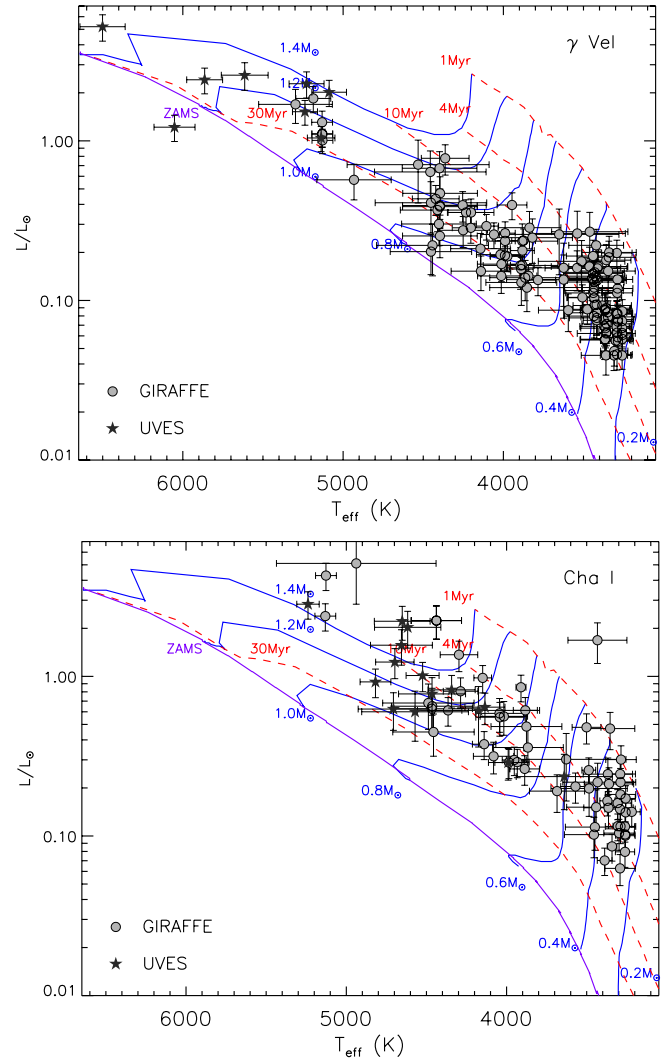 γ Vel
1.4M⊙
1Myr
1.2M⊙
ZAMS
30Myr
10Myr
4Myr
1.00
1.0M⊙
L/L⊙
0.8M⊙
0.10
0.6M⊙
GIRAFFE
0.4M⊙
UVES
0.2M⊙
0.01
6000 5000 4000
Teff (K)
Cha I
1.4M⊙
1Myr
1.2M⊙
ZAMS
30Myr
10Myr
4Myr
1.00
1.0M⊙
L/L⊙
0.8M⊙
0.10
0.6M⊙
GIRAFFE
0.4M⊙
UVES
0.2M⊙
0.01
6000 5000 4000
Teff (K)